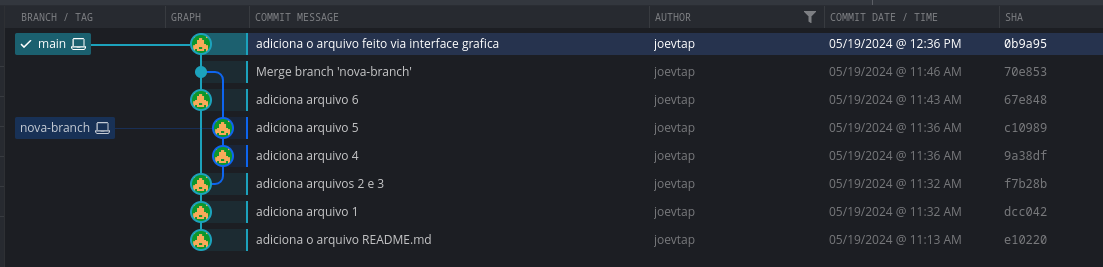 BRANCH / TAG GRAPH COMMIT MESSAGE AUTHOR COMMIT DATE / TIME SHA
main adiciona o arquivo feito via interface grafica joevtap 05/19/2024 @ 12:36 PM 0b9a95
Merge branch 'nova-branch' joevtap 05/19/2024 @ 11:46 AM 70e853
adiciona arquivo 6 joevtap 05/19/2024 @ 11:43 AM 67e848
nova-branch adiciona arquivo 5 joevtap 05/19/2024 @ 11:36 AM c10989
adiciona arquivo 4 joevtap 05/19/2024 @ 11:36 AM 9a38df
adiciona arquivos 2 e 3 joevtap 05/19/2024 @ 11:32 AM f7b28b
adiciona arquivo 1 joevtap 05/19/2024 @ 11:32 AM dcc042
adiciona o arquivo README.md joevtap 05/19/2024 @ 11:13 AM e10220